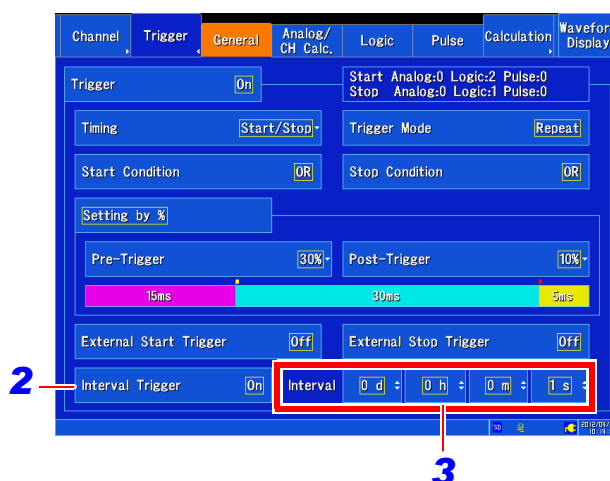 Channel Trigger General Analog/ CH Calc. Logic Pulse Calculation Wavefor Display
Trigger On
Start Analog:0 Logic:2 Pulse:0
Stop Analog:0 Logic:1 Pulse:0
Timing Start/Stop Trigger Mode Repeat
Start Condition OR Stop Condition OR
Setting by %
Pre-Trigger 30% Post-Trigger 10%
15ms 30ms 5ms
External Start Trigger Off External Stop Trigger Off
2 Interval Trigger On Interval 0 d 0 h 0 m 1 s
SD
3